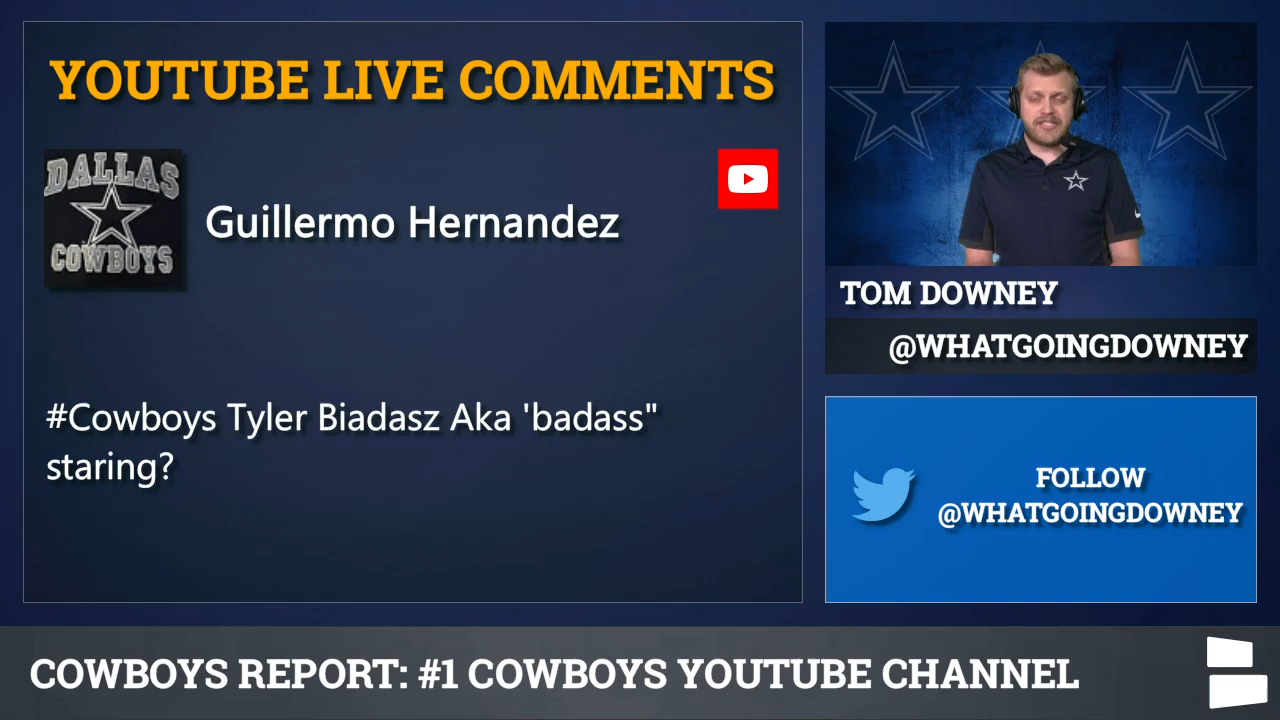 YOUTUBE LIVE COMMENTS
DALLAS
COWBOYS
Guillermo Hernandez
#Cowboys Tyler Biadasz Aka 'badass"
staring?
TOM DOWNEY
@WHATGOINGDOWNEY
FOLLOW
@WHATGOINGDOWNEY
COWBOYS REPORT: #1 COWBOYS YOUTUBE CHANNEL